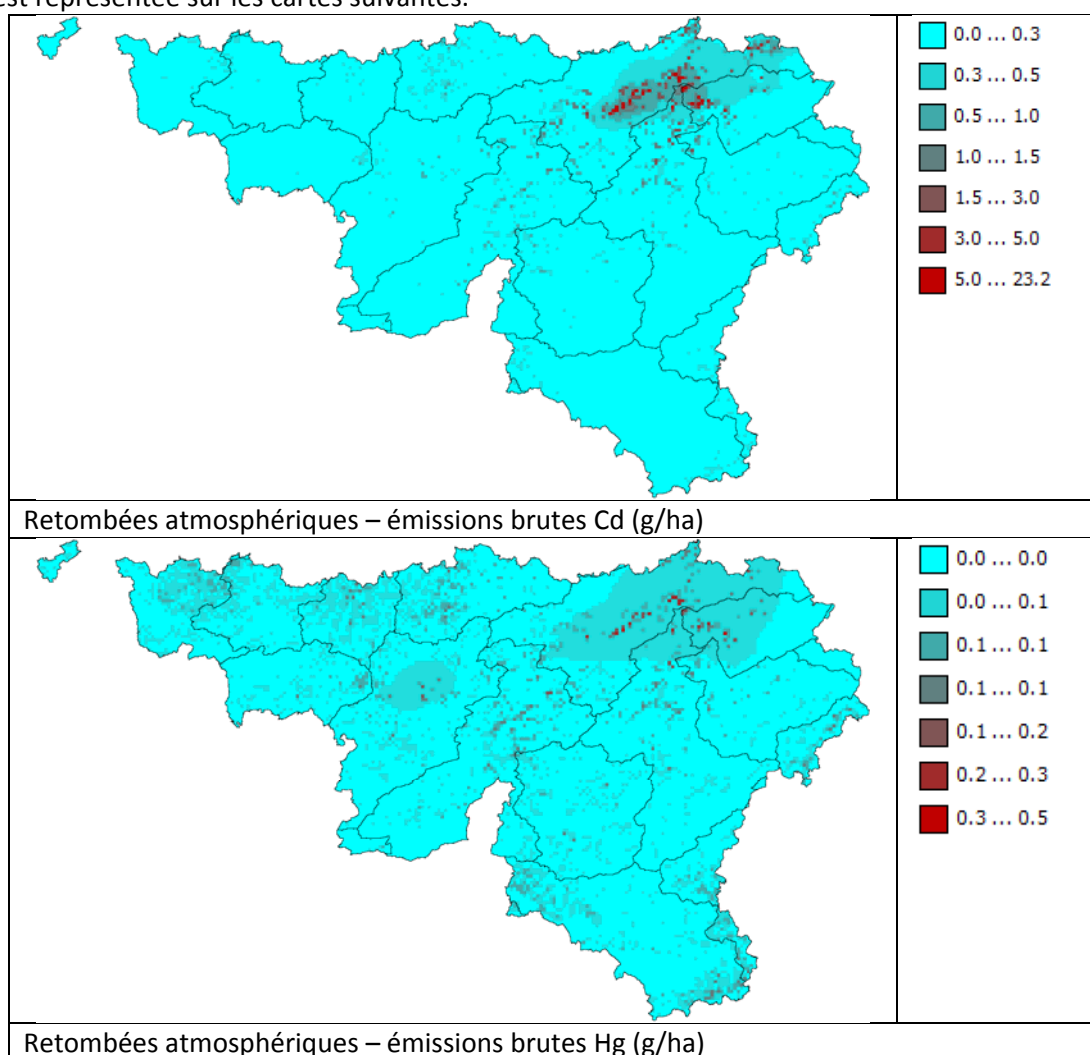 est représentée sur les cartes suivantes.
0.0 ... 0.3
0.3 ... 0.5
0.5 ... 1.0
1.0 ... 1.5
1.5 ... 3.0
3.0 ... 5.0
5.0 ... 23.2
Retombées atmosphériques – émissions brutes Cd (g/ha)
0.0 ... 0.0
0.0 ... 0.1
0.1 ... 0.1
0.1 ... 0.1
0.1 ... 0.2
0.2 ... 0.3
0.3 ... 0.5
Retombées atmosphériques – émissions brutes Hg (g/ha)